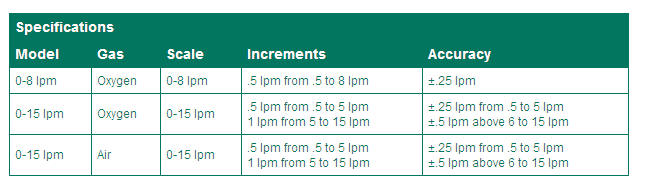 Specifications
Model Gas Scale Increments Accuracy
0-8 lpm Oxygen 0-8 lpm .5 lpm from .5 to 8 lpm ±.25 lpm
0-15 lpm Oxygen 0-15 lpm .5 lpm from .5 to 5 lpm ±.25 lpm from .5 to 5 lpm
1 lpm from 5 to 15 lpm ±.5 lpm above 6 to 15 lpm
0-15 lpm Air 0-15 lpm .5 lpm from .5 to 5 lpm ±.25 lpm from .5 to 5 lpm
1 lpm from 5 to 15 lpm ±.5 lpm above 6 to 15 lpm